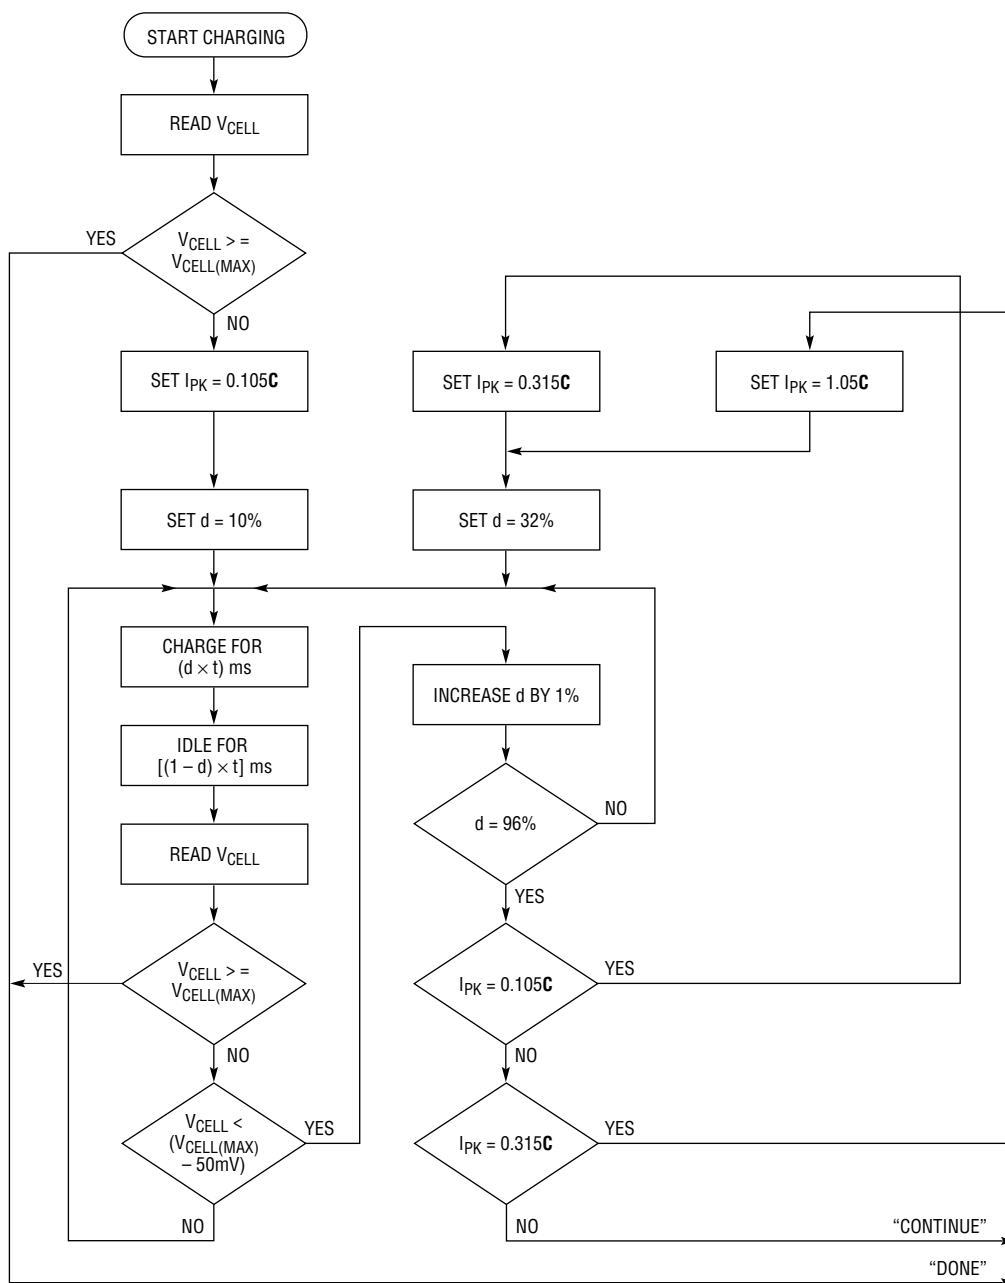 START CHARGING
READ VCELL
VCELL > =
VCELL(MAX)
YES
NO
SET IPK = 0.105C
SET d = 10%
CHARGE FOR
(d × t) ms
IDLE FOR
[(1 – d) × t] ms
READ VCELL
VCELL > =
VCELL(MAX)
YES
NO
VCELL <
(VCELL(MAX)
– 50mV)
YES
NO
SET IPK = 0.315C
SET IPK = 1.05C
SET d = 32%
INCREASE d BY 1%
d = 96%
NO
YES
IPK = 0.105C
YES
NO
IPK = 0.315C
YES
NO
“CONTINUE”
“DONE”